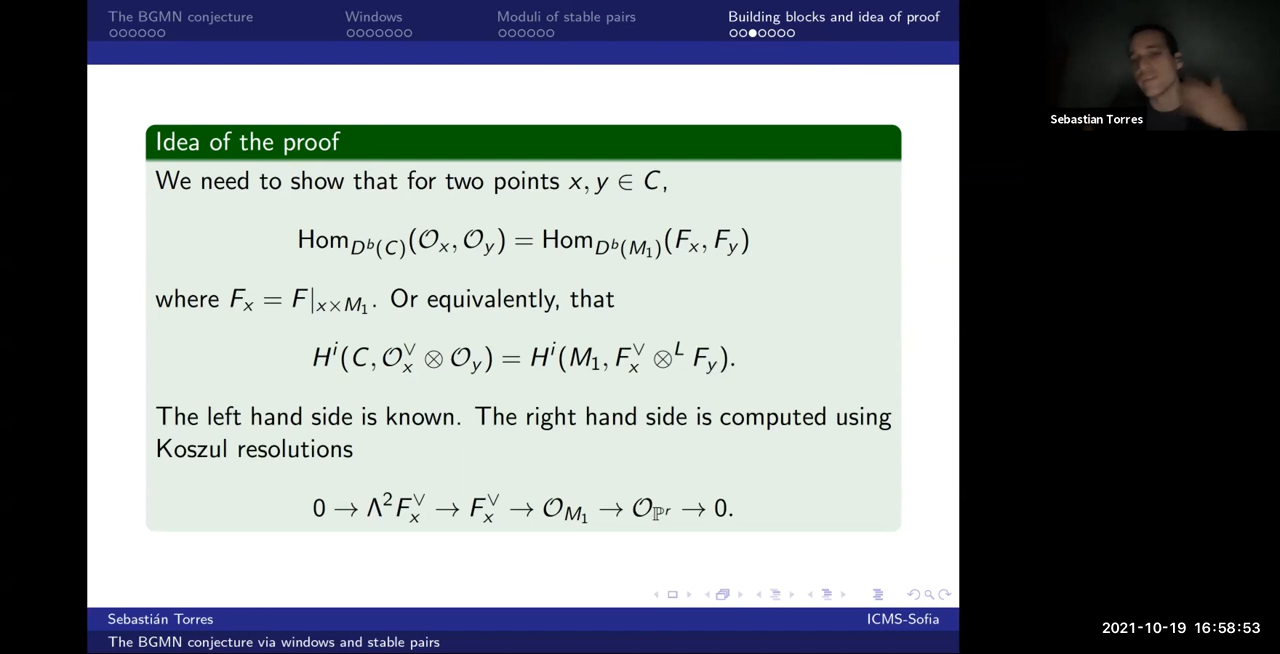 The BGMN conjecture Windows Moduli of stable pairs Building blocks and idea of proof
Sebastian Torres
Idea of the proof
We need to show that for two points x, y ∈ C,
Hom_{D^b(C)}(𝒪_x, 𝒪_y) = Hom_{D^b(M_1)}(F_x, F_y)
where F_x = F|_{x×M_1}. Or equivalently, that
H^i(C, 𝒪_x^∨ ⊗ 𝒪_y) = H^i(M_1, F_x^∨ ⊗^L F_y).
The left hand side is known. The right hand side is computed using
Koszul resolutions
0 → Λ^2 F_x^∨ → F_x^∨ → 𝒪_{M_1} → 𝒪_{ℙ^r} → 0.
Sebastián Torres ICMS-Sofia
The BGMN conjecture via windows and stable pairs
2021-10-19 16:58:53